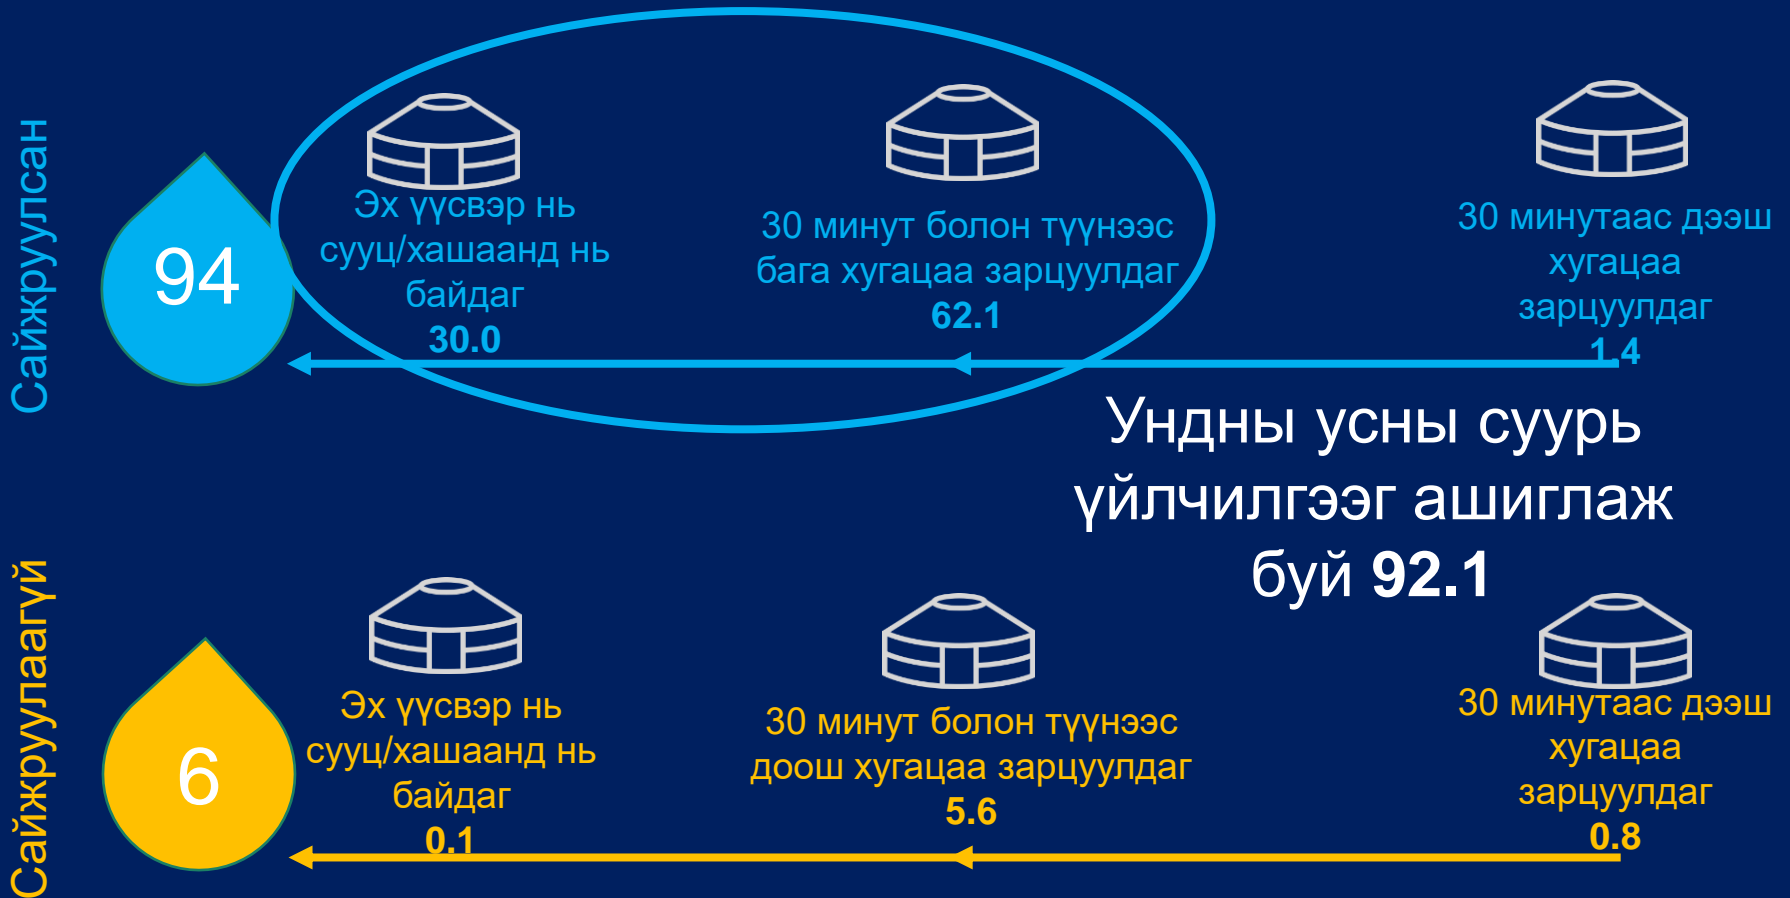 Сайжруулсан
94
Эх үүсвэр нь
сууц/хашаанд нь
байдаг
30.0
30 минут болон түүнээс
бага хугацаа зарцуулдаг
62.1
30 минутаас дээш
хугацаа
зарцуулдаг
1.4
Ундны усны суурь
үйлчилгээг ашиглаж
буй 92.1
Сайжруулаагүй
6
Эх үүсвэр нь
сууц/хашаанд нь
байдаг
0.1
30 минут болон түүнээс
доош хугацаа зарцуулдаг
5.6
30 минутаас дээш
хугацаа
зарцуулдаг
0.8